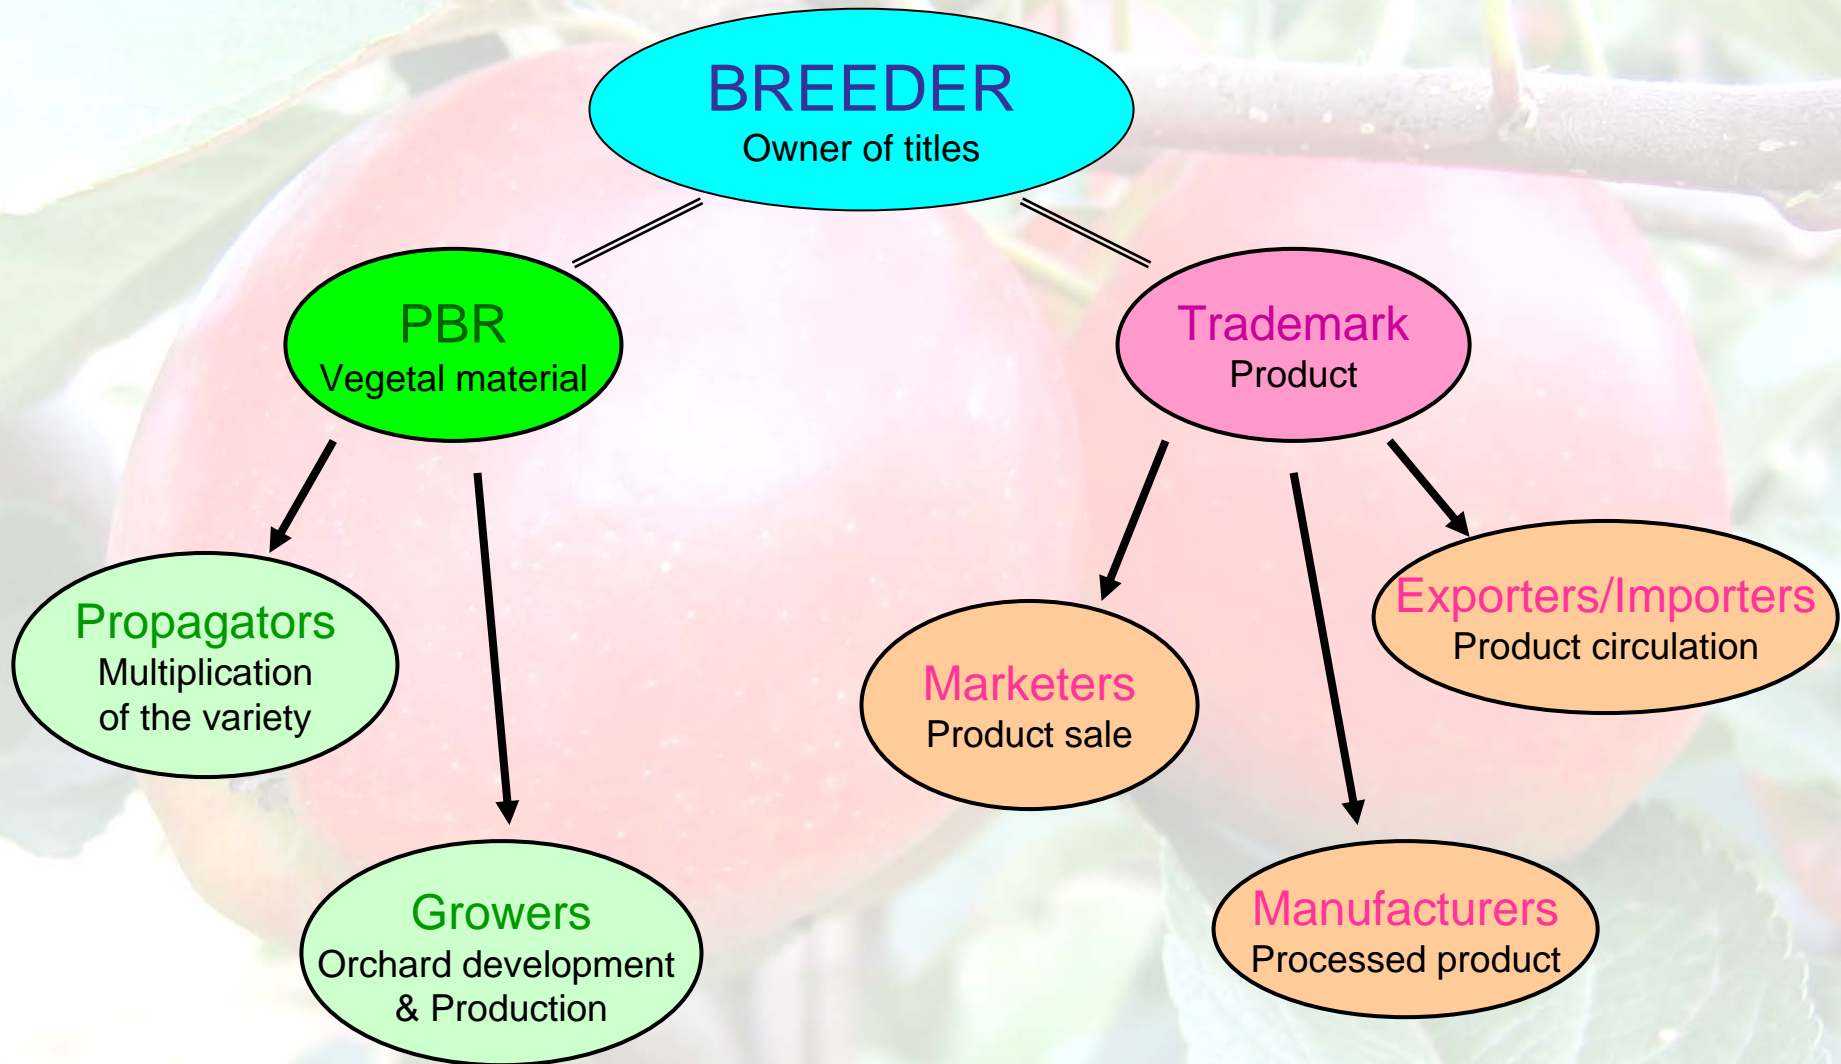 BREEDER
Owner of titles
PBR
Vegetal material
Trademark
Product
Propagators
Multiplication
of the variety
Growers
Orchard development
& Production
Marketers
Product sale
Exporters/Importers
Product circulation
Manufacturers
Processed product